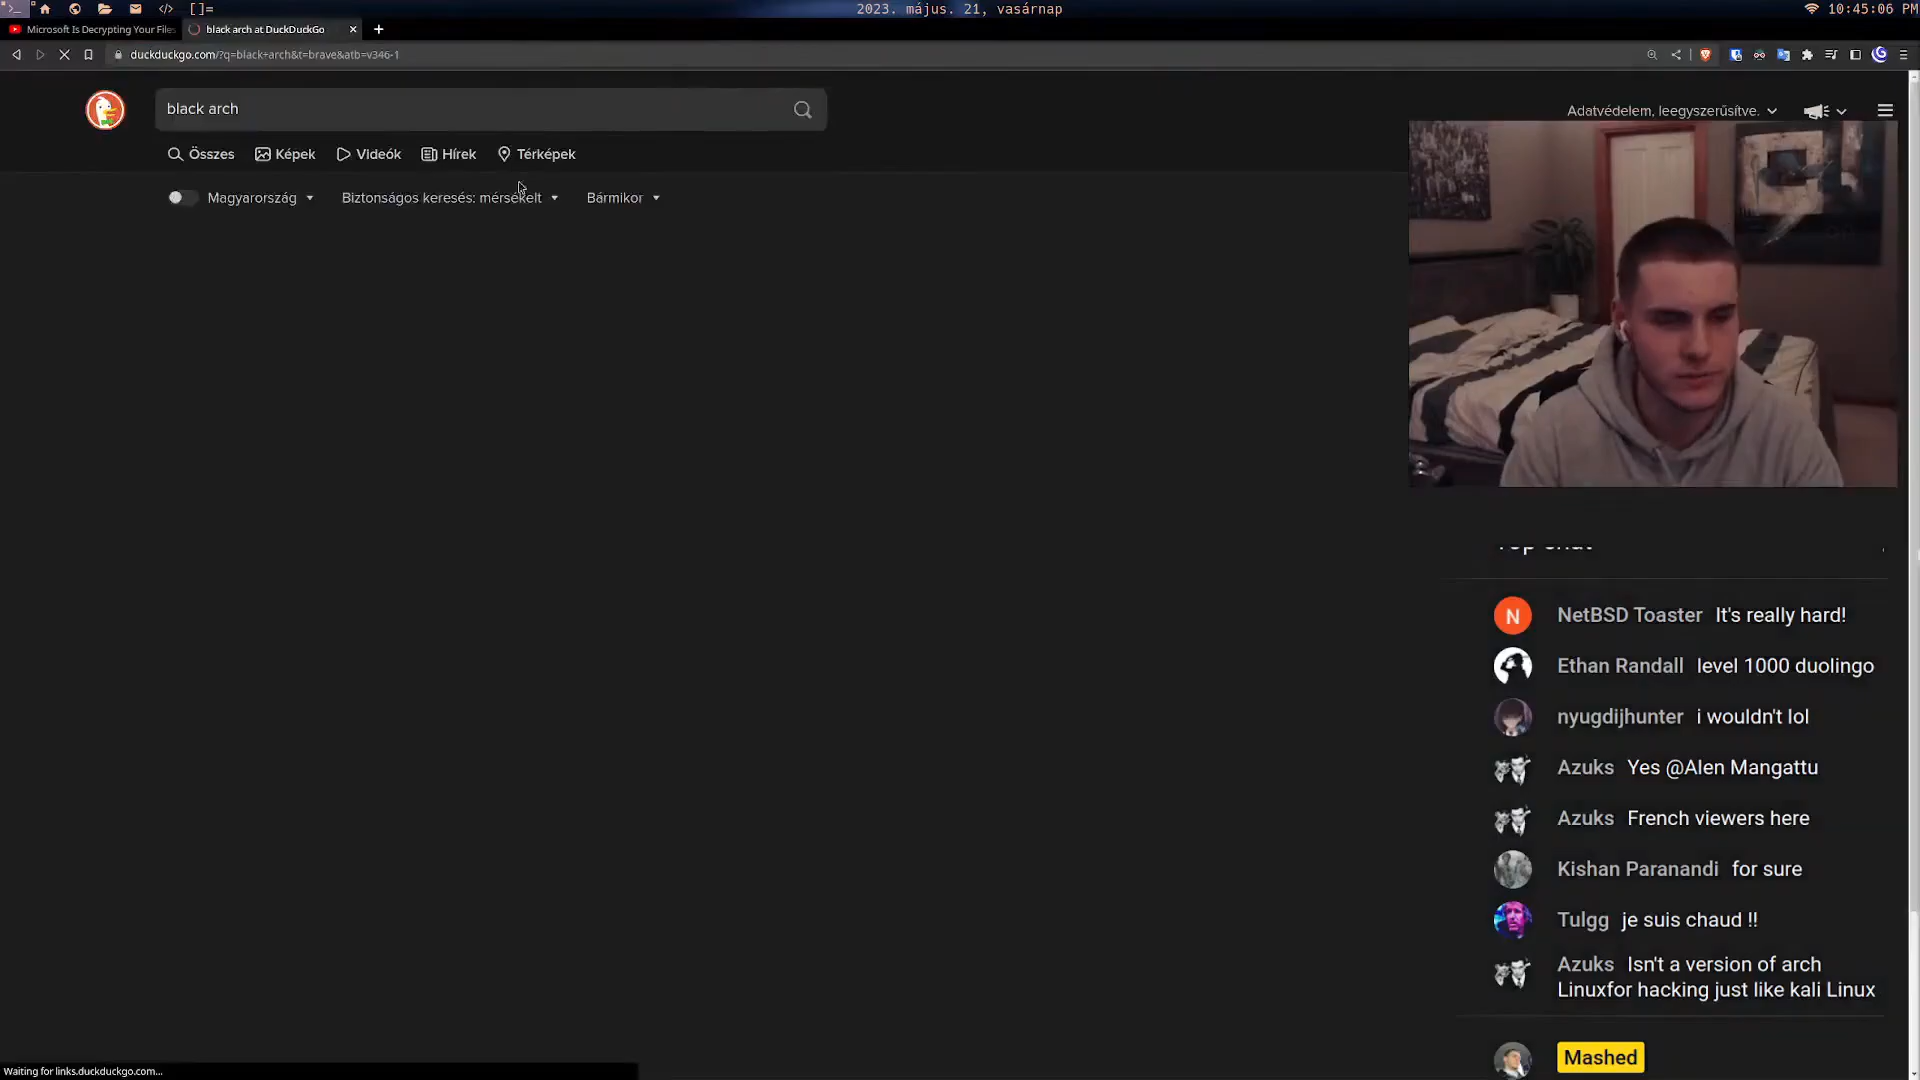 []=
2023. május. 21, vasárnap
10:45:06 PM
Microsoft Is Decrypting Your File
black arch at DuckDuckGo
duckduckgo.com/?q=black+arch&t=brave&atb=v346-1
black arch
Adatvédelem, leegyszerűsítve.
Összes
Képek
Videók
Hírek
Térképek
Magyarország
Biztonságos keresés: mérsékelt
Bármikor
Top chat
N
NetBSD Toaster It's really hard!
Ethan Randall level 1000 duolingo
nyugdijhunter i wouldn't lol
Azuks Yes @Alen Mangattu
Azuks French viewers here
Kishan Paranandi for sure
Tulgg je suis chaud !!
Azuks Isn't a version of arch
Linuxfor hacking just like kali Linux
Mashed
Waiting for links.duckduckgo.com...